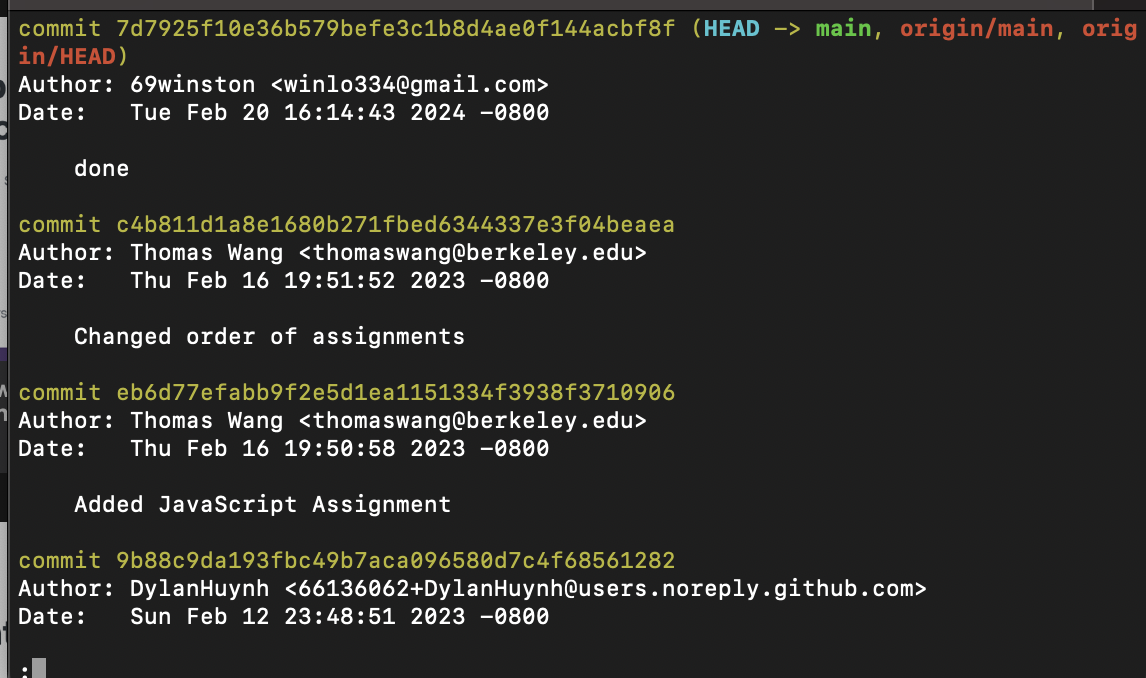 commit 7d7925f10e36b579befe3c1b8d4ae0f144acbf8f (HEAD -> main, origin/main, orig
in/HEAD)
Author: 69winston <winlo334@gmail.com>
Date:   Tue Feb 20 16:14:43 2024 -0800
done
commit c4b811d1a8e1680b271fbed6344337e3f04beaea
Author: Thomas Wang <thomaswang@berkeley.edu>
Date:   Thu Feb 16 19:51:52 2023 -0800
Changed order of assignments
commit eb6d77efabb9f2e5d1ea1151334f3938f3710906
Author: Thomas Wang <thomaswang@berkeley.edu>
Date:   Thu Feb 16 19:50:58 2023 -0800
Added JavaScript Assignment
commit 9b88c9da193fbc49b7aca096580d7c4f68561282
Author: DylanHuynh <66136062+DylanHuynh@users.noreply.github.com>
Date:   Sun Feb 12 23:48:51 2023 -0800
: